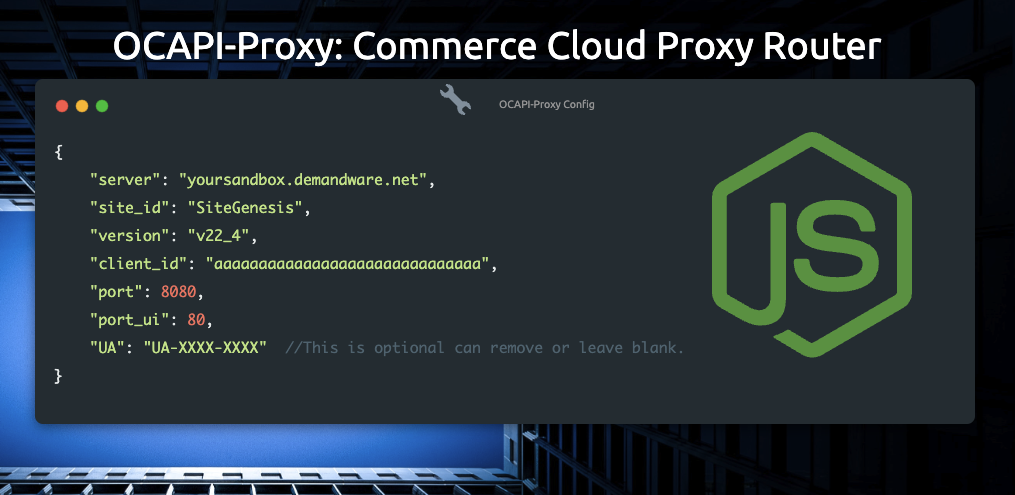 OCAPI-Proxy: Commerce Cloud Proxy Router
OCAPI-Proxy Config
{
"server": "yoursandbox.demandware.net",
"site_id": "SiteGenesis",
"version": "v22_4",
"client_id": "aaaaaaaaaaaaaaaaaaaaaaaaaaaaaa",
"port": 8080,
"port_ui": 80,
"UA": "UA-XXXX-XXXX" //This is optional can remove or leave blank.
}
JS